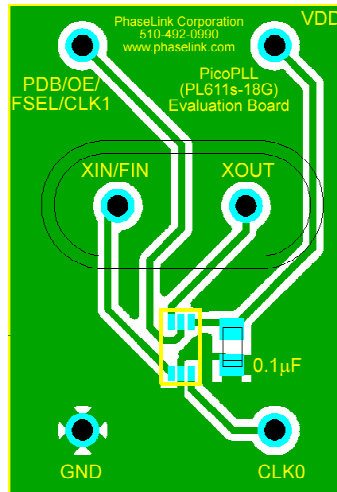 PhaseLink Corporation
510-492-0990
www.phaselink.com
VDD
PDB/OE/
FSEL/CLK1
PicoPLL
(PL611s-18G)
Evaluation Board
XIN/FIN
XOUT
0.1µF
GND
CLK0